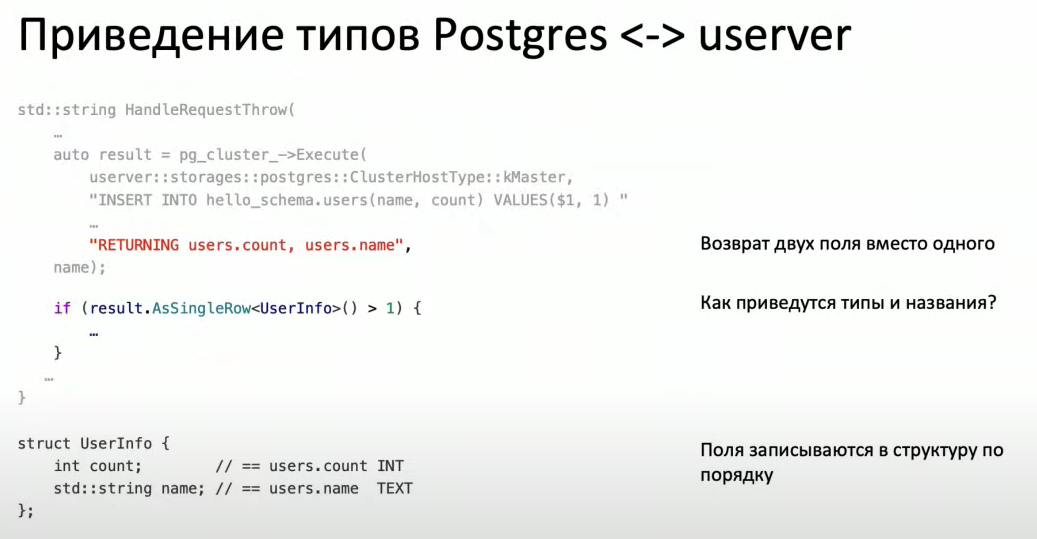 Приведение типов Postgres <-> userver
std::string HandleRequestThrow(
…
auto result = pg_cluster_->Execute(
userver::storages::postgres::ClusterHostType::kMaster,
"INSERT INTO hello_schema.users(name, count) VALUES($1, 1) "
…
"RETURNING users.count, users.name",
Возврат двух поля вместо одного
name);
if (result.AsSingleRow<UserInfo>() > 1) {
Как приведутся типы и названия?
…
}
…
}
struct UserInfo {
int count; // == users.count INT
std::string name; // == users.name TEXT
};
Поля записываются в структуру по
порядку